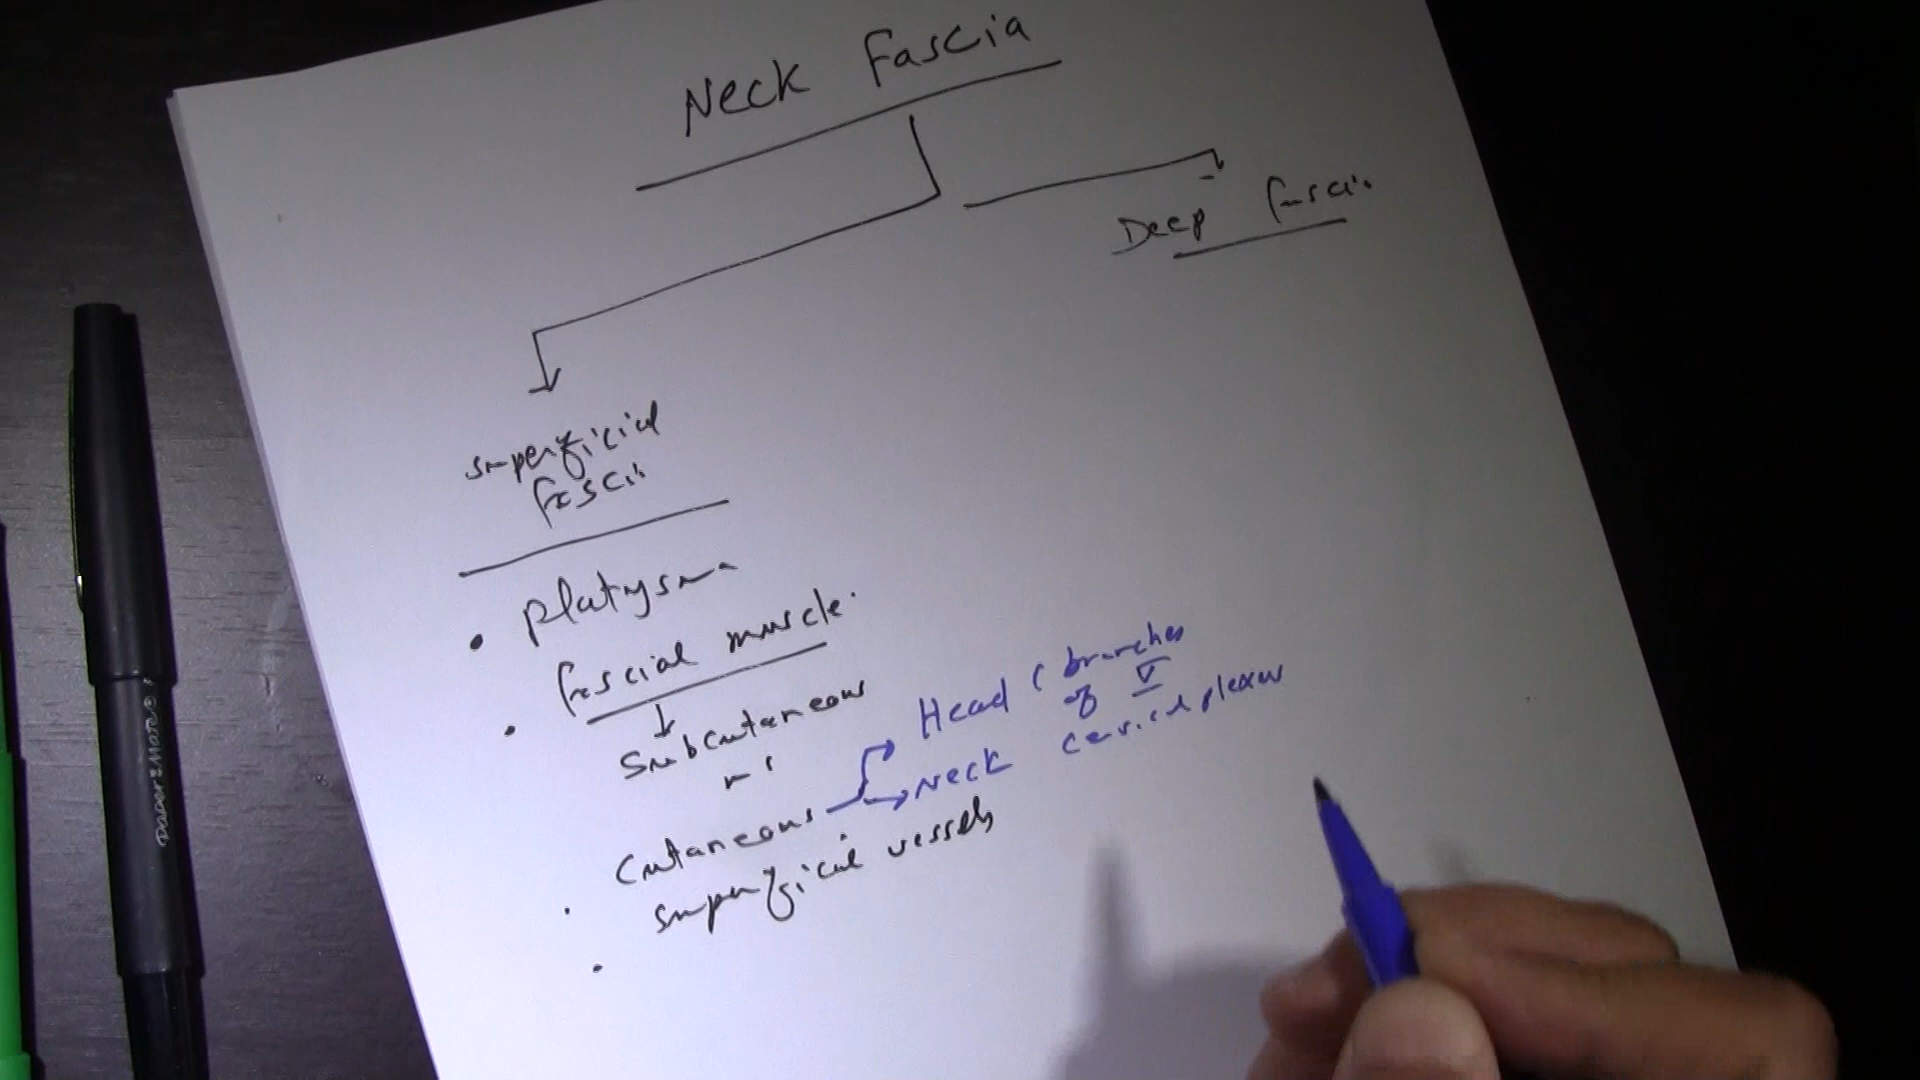 Neck Fascia
Deep fascia
superficial
fascia
• Platysma
• fascial muscle.
Subcutaneous
Cutaneous
Head ( branches
of V
Neck cervical plexus
• superficial vessels
•
PaperMate